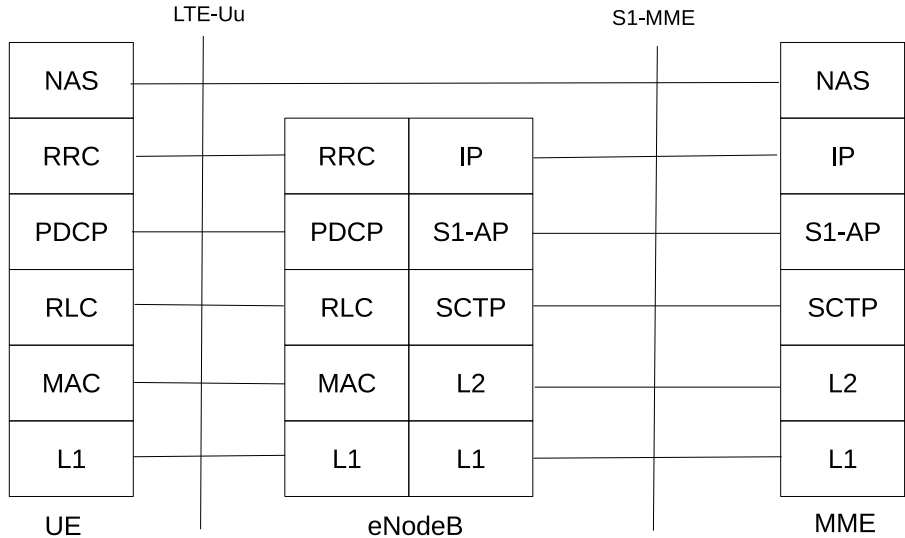 LTE-Uu S1-MME
NAS NAS
RRC RRC IP IP
PDCP PDCP S1-AP S1-AP
RLC RLC SCTP SCTP
MAC MAC L2 L2
L1 L1 L1 L1
UE eNodeB MME